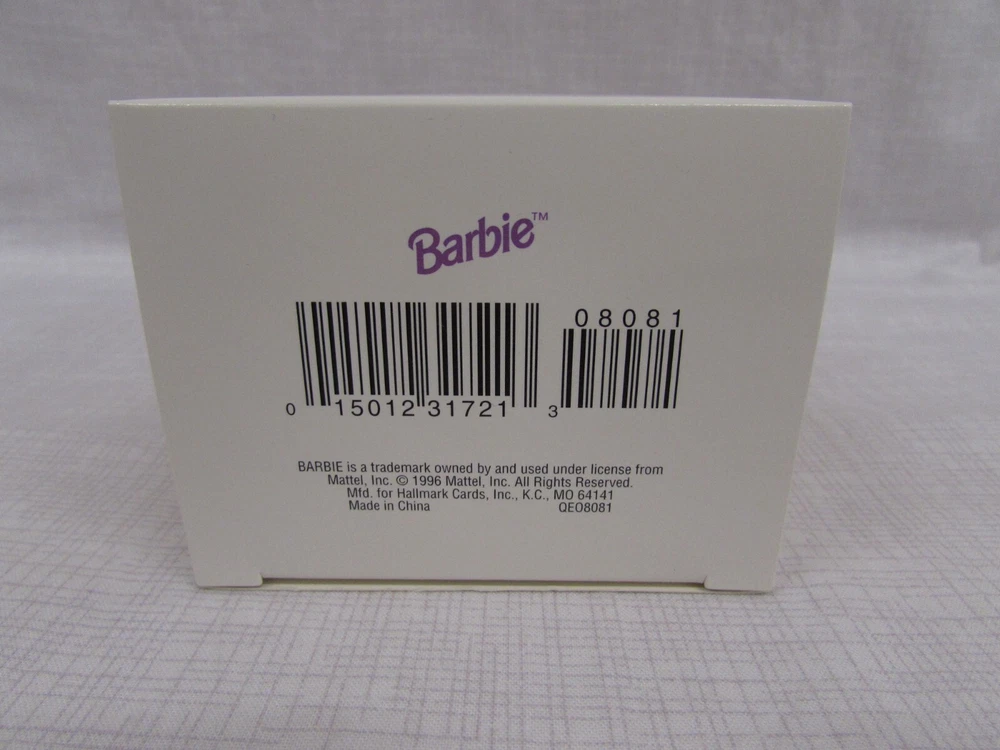 Barbie™
08081
0 15012 31721 3
BARBIE is a trademark owned by and used under license from
Mattel, Inc. © 1996 Mattel, Inc. All Rights Reserved.
Mfd. for Hallmark Cards, Inc., K.C., MO 64141
Made in China QEO8081